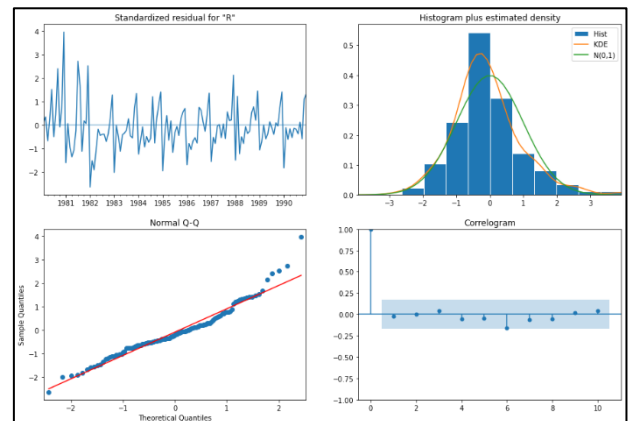 Standardized residual for "R"
4
3
2
1
0
−1
−2
1981 1982 1983 1984 1985 1986 1987 1988 1989 1990
Histogram plus estimated density
Hist
KDE
N(0,1)
0.5
0.4
0.3
0.2
0.1
0.0
−3 −2 −1 0 1 2 3
Normal Q-Q
Sample Quantiles
4
3
2
1
0
−1
−2
−2 −1 0 1 2
Theoretical Quantiles
Correlogram
1.00
0.75
0.50
0.25
0.00
−0.25
−0.50
−0.75
−1.00
0 2 4 6 8 10